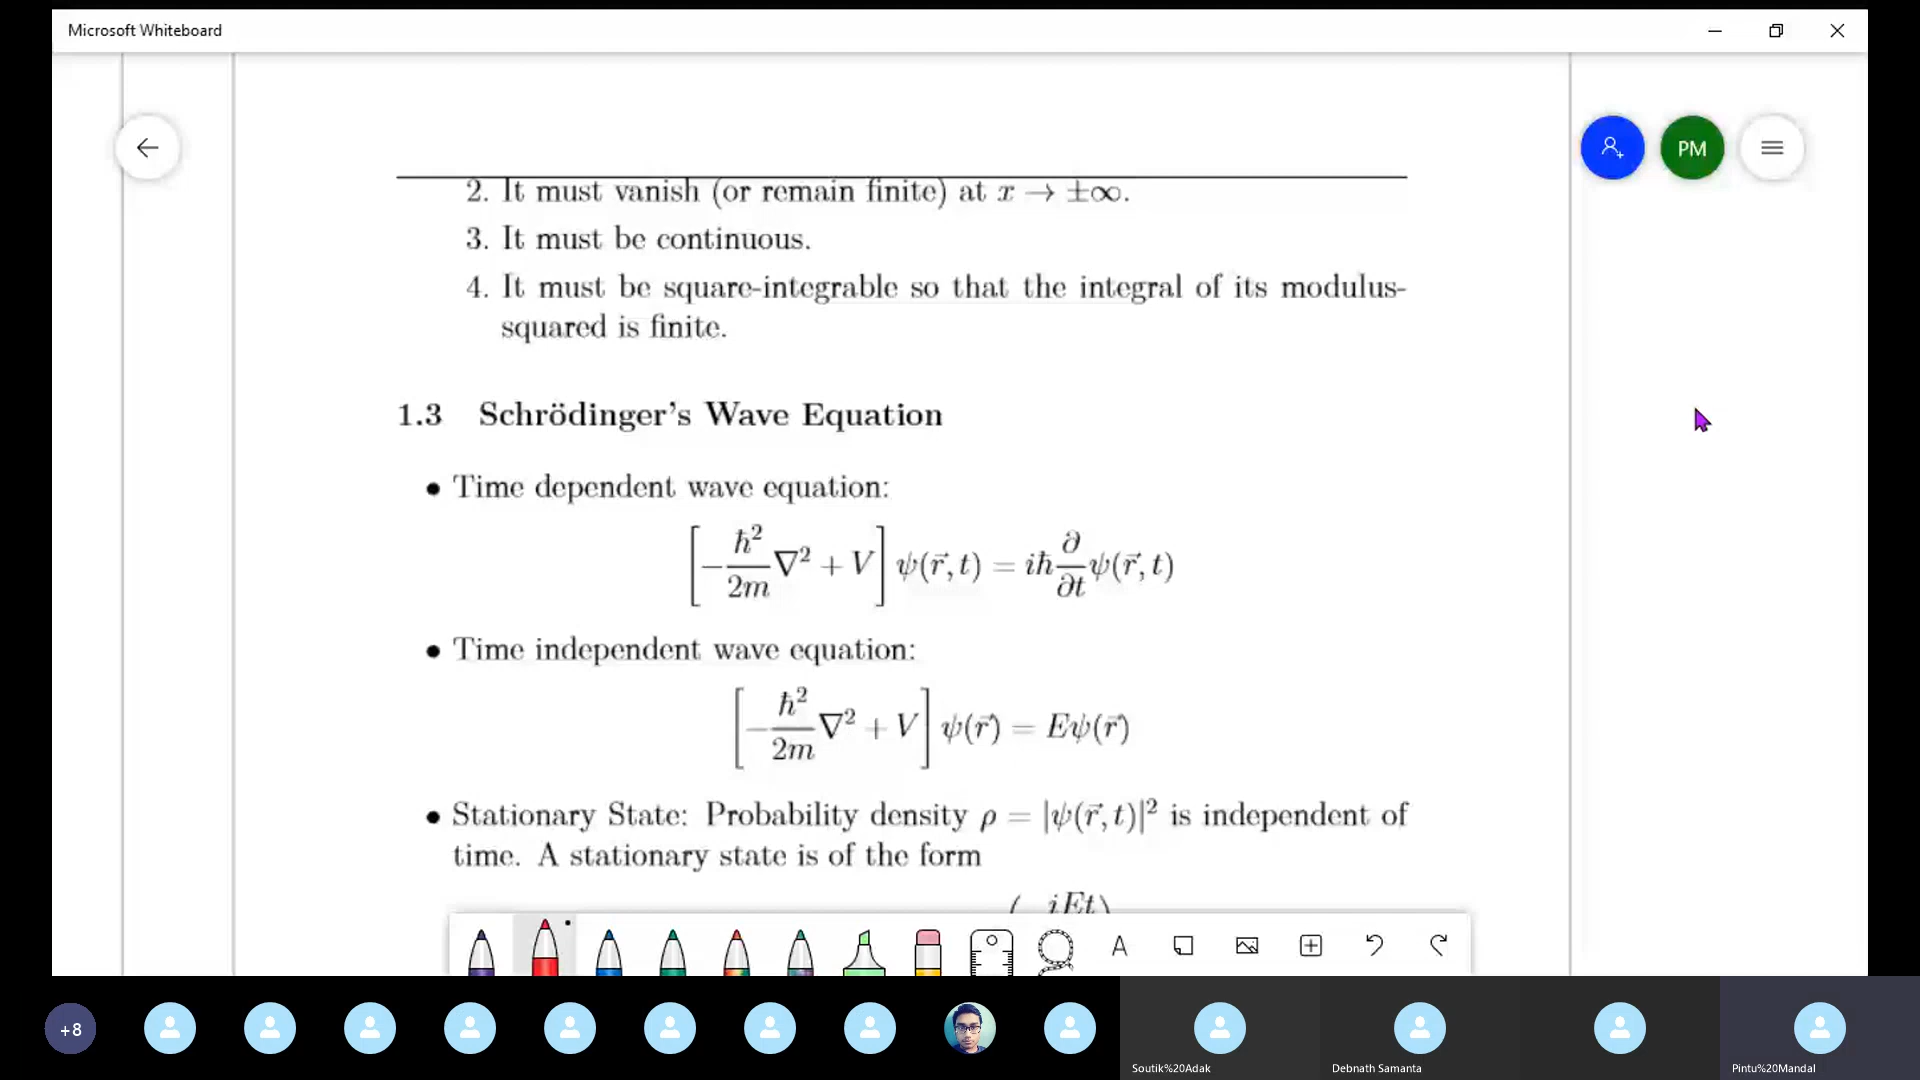 Microsoft Whiteboard
PM
2. It must vanish (or remain finite) at x → ±∞.
3. It must be continuous.
4. It must be square-integrable so that the integral of its modulus-
squared is finite.
1.3 Schrödinger's Wave Equation
• Time dependent wave equation:
[−ħ²/2m ∇² + V] ψ(r⃗, t) = iħ ∂/∂t ψ(r⃗, t)
• Time independent wave equation:
[−ħ²/2m ∇² + V] ψ(r⃗) = Eψ(r⃗)
• Stationary State: Probability density ρ = |ψ(r⃗, t)|² is independent of
time. A stationary state is of the form
( iEt)
A
+8
Soutik%20Adak
Debnath Samanta
Pintu%20Mandal